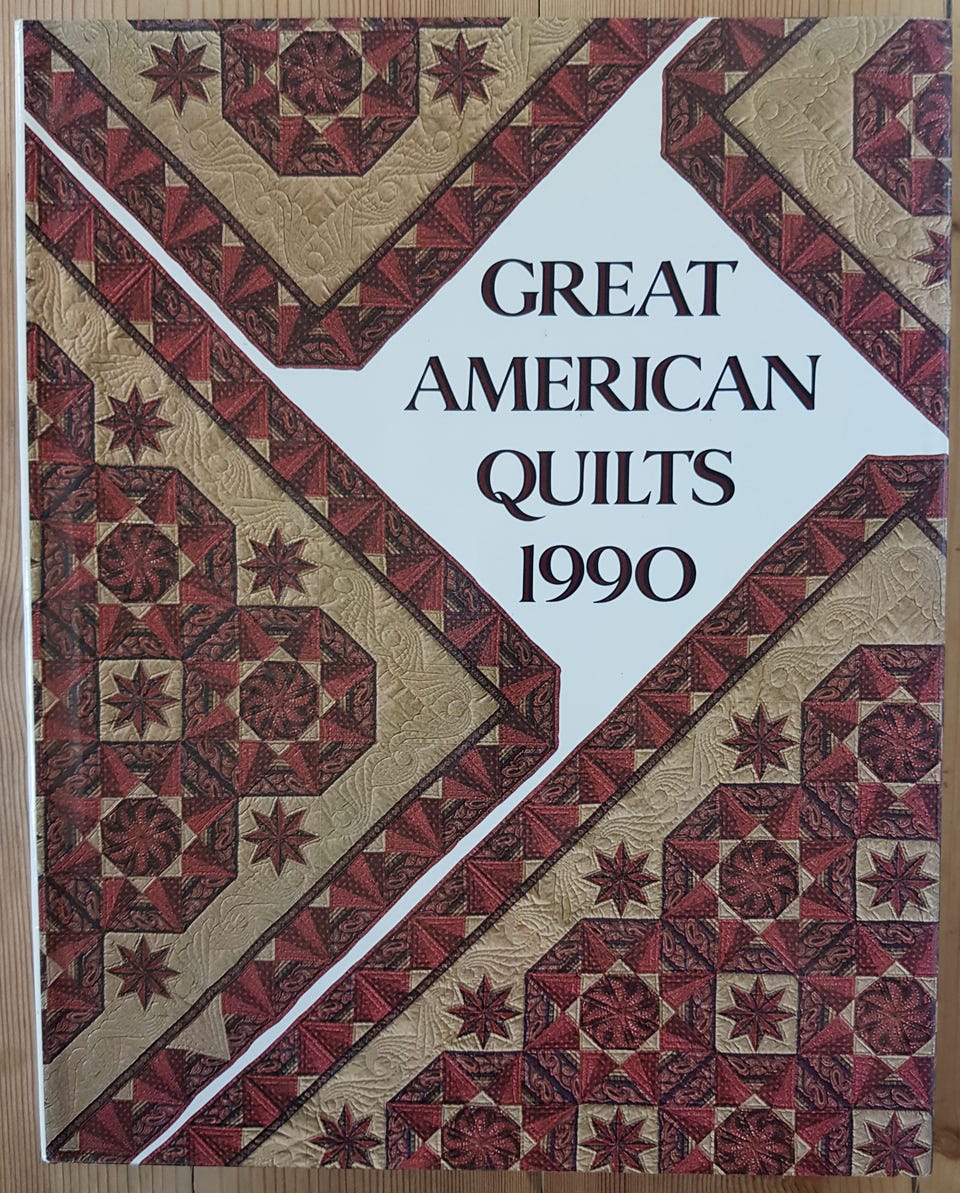 GREAT
AMERICAN
QUILTS
1990